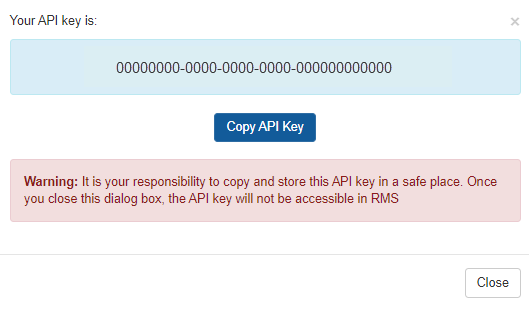 Your API key is:
×
00000000-0000-0000-0000-000000000000
Copy API Key
Warning: It is your responsibility to copy and store this API key in a safe place. Once
you close this dialog box, the API key will not be accessible in RMS
Close